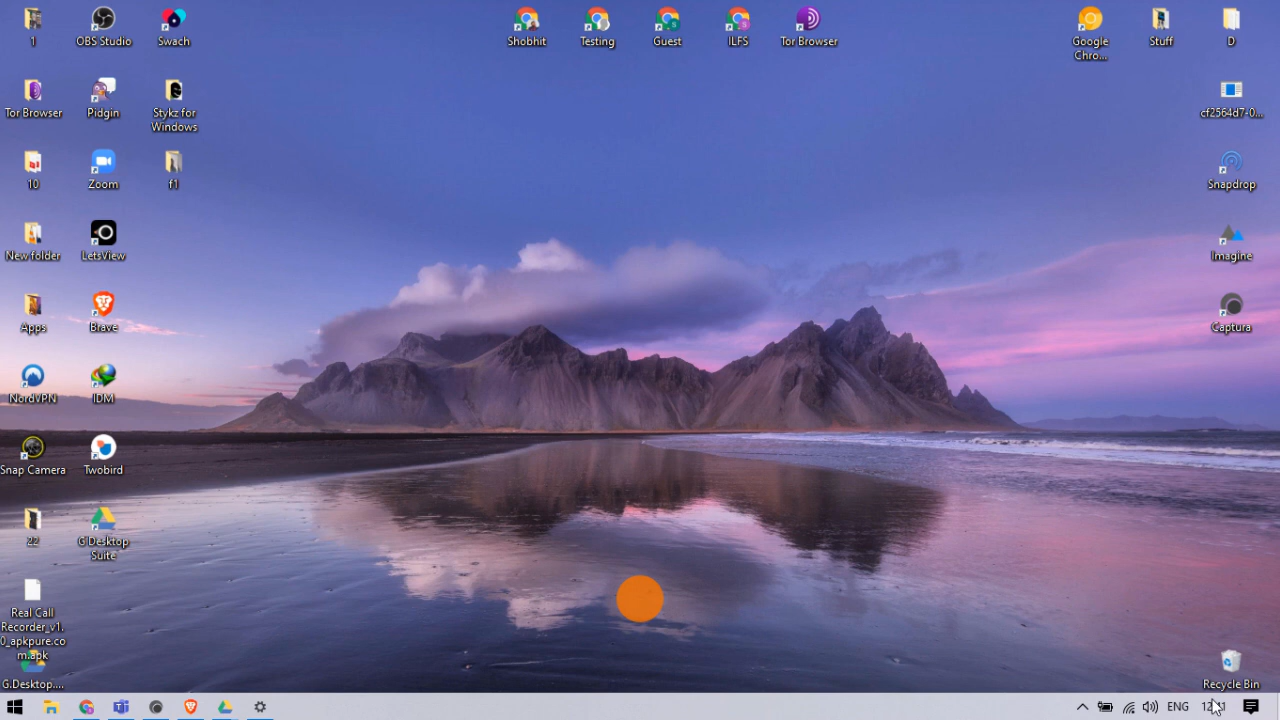 1
OBS Studio
Swach
Shobhit
Testing
Guest
ILFS
Tor Browser
Google
Chro...
Stuff
D
Tor Browser
Pidgin
Stykz for
Windows
cf2564d7-0...
10
Zoom
f1
Snapdrop
New folder
LetsView
Imagine
Apps
Brave
Captura
NordVPN
IDM
Snap Camera
Twobird
22
G Desktop
Suite
Real Call
Recorder_v1.
0_apkpure.co
m.apk
G.Desktop....
Recycle Bin
ENG